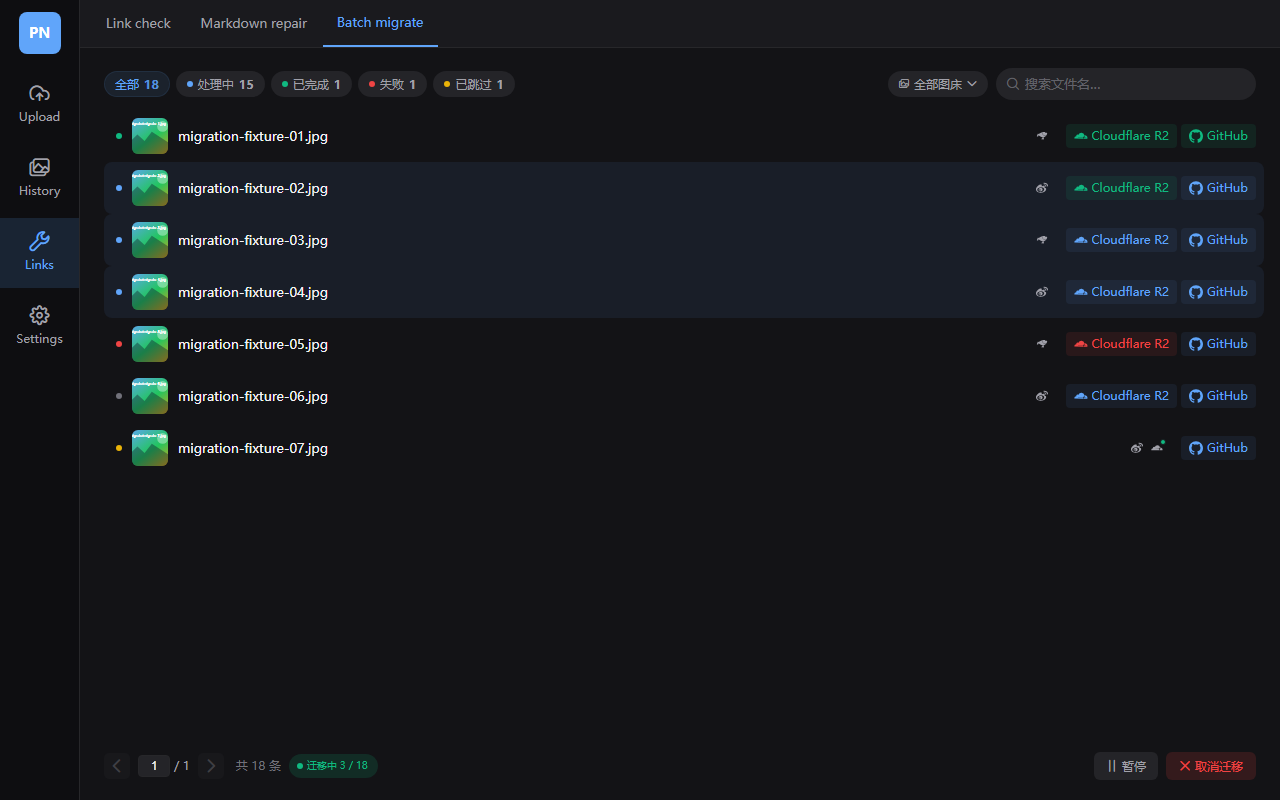 PN
Upload
History
Links
Settings
Link check
Markdown repair
Batch migrate
全部 18
处理中 15
已完成 1
失败 1
已跳过 1
全部图床
搜索文件名...
migration-fixture-01.jpg
Cloudflare R2
GitHub
migration-fixture-02.jpg
Cloudflare R2
GitHub
migration-fixture-03.jpg
Cloudflare R2
GitHub
migration-fixture-04.jpg
Cloudflare R2
GitHub
migration-fixture-05.jpg
Cloudflare R2
GitHub
migration-fixture-06.jpg
Cloudflare R2
GitHub
migration-fixture-07.jpg
GitHub
1 / 1
共 18 条
迁移中 3 / 18
暂停
取消迁移